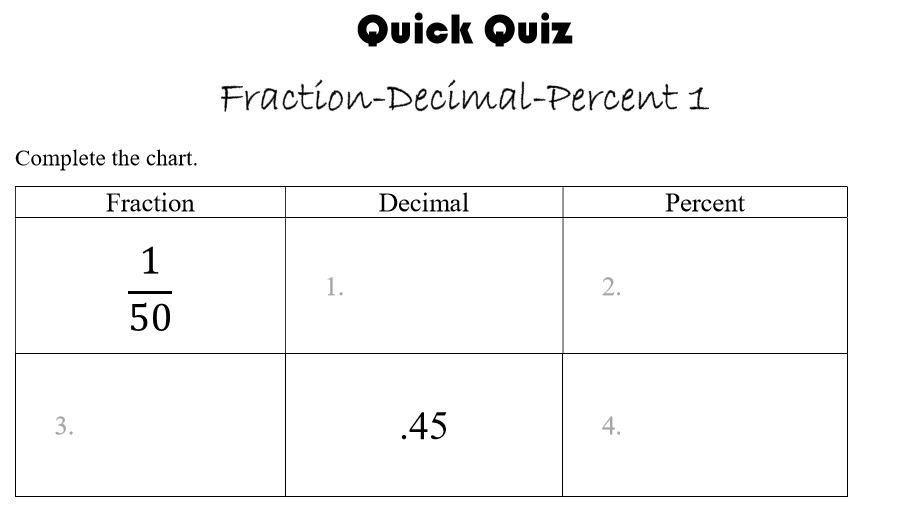 Quick Quiz
Fraction-Decimal-Percent 1
Complete the chart.
Fraction Decimal Percent
1
50
1. 2.
3. .45 4.